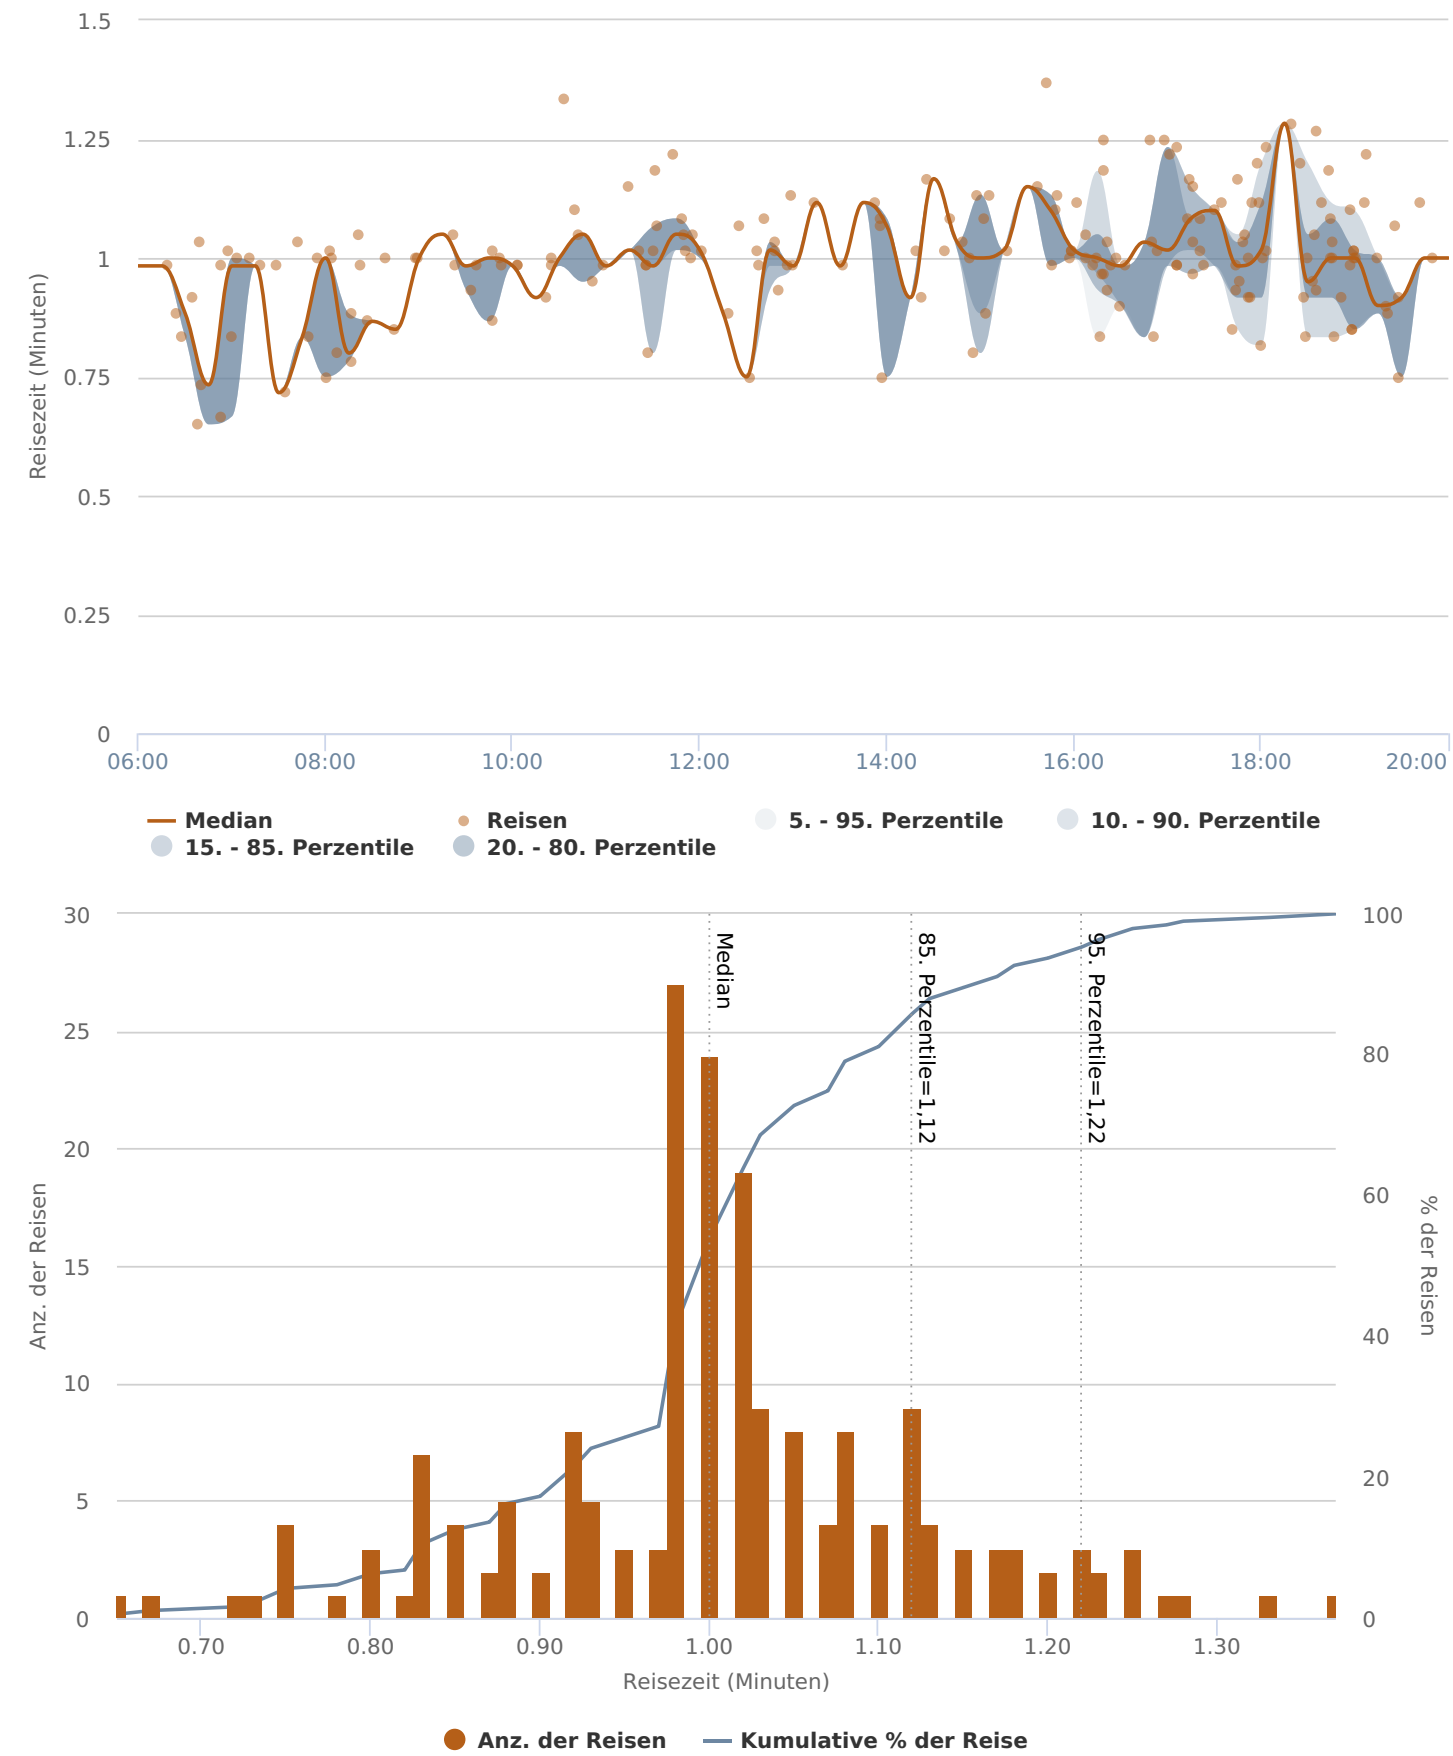 1.5
1.25
1
0.75
0.5
0.25
0
Reisezeit (Minuten)
06:00 08:00 10:00 12:00 14:00 16:00 18:00 20:00
Median Reisen 5. - 95. Perzentile 10. - 90. Perzentile
15. - 85. Perzentile 20. - 80. Perzentile
30
25
20
15
10
5
0
Anz. der Reisen
Median
85. Perzentile=1,12
95. Perzentile=1,22
100
80
60
40
20
0
% der Reisen
0.70 0.80 0.90 1.00 1.10 1.20 1.30
Reisezeit (Minuten)
Anz. der Reisen Kumulative % der Reise